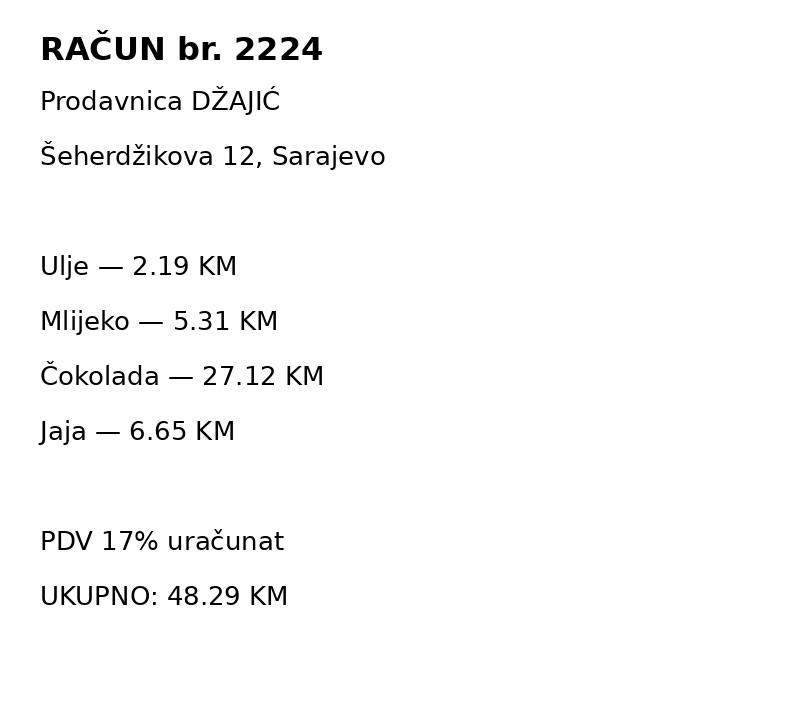 RAČUN br. 2224
Prodavnica DŽAJIĆ
Šeherdžikova 12, Sarajevo
Ulje — 2.19 KM
Mlijeko — 5.31 KM
Čokolada — 27.12 KM
Jaja — 6.65 KM
PDV 17% uračunat
UKUPNO: 48.29 KM